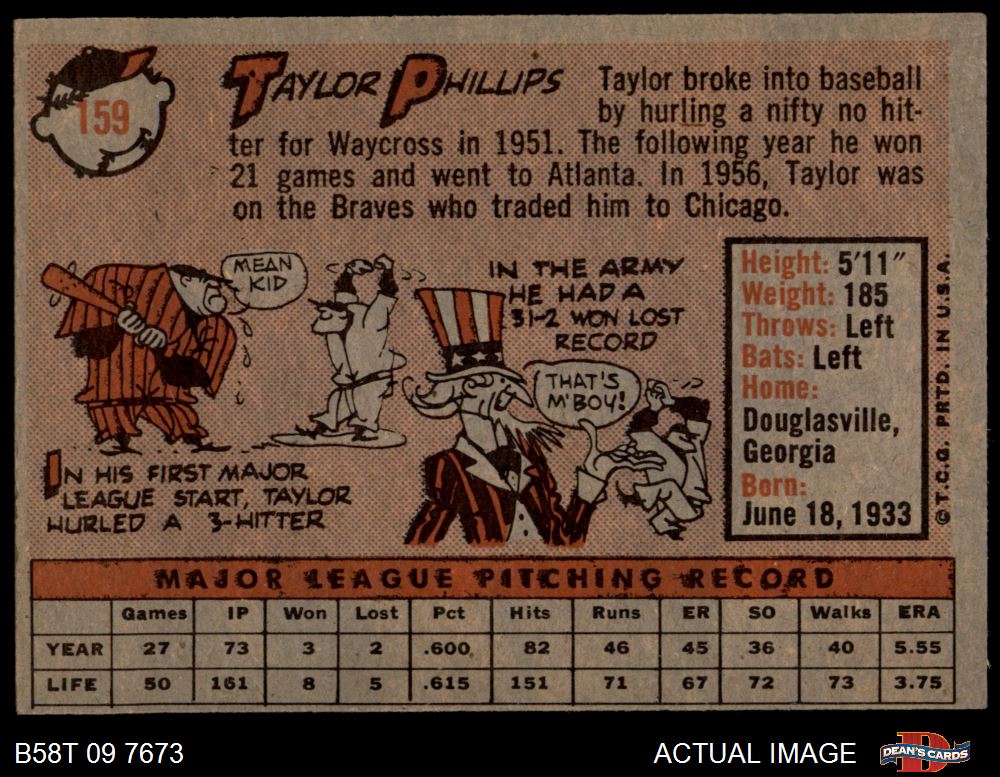 159
TAYLOR PHILLIPS
Taylor broke into baseball
by hurling a nifty no hit-
ter for Waycross in 1951. The following year he won
21 games and went to Atlanta. In 1956, Taylor was
on the Braves who traded him to Chicago.
MEAN
KID
IN HIS FIRST MAJOR
LEAGUE START, TAYLOR
HURLED A 3-HITTER
IN THE ARMY
HE HAD A
31-2 WON LOST
RECORD
THAT'S
M'BOY!
Height: 5'11"
Weight: 185
Throws: Left
Bats: Left
Home:
Douglasville,
Georgia
Born:
June 18, 1933
© T.C.G. PRTD. IN U.S.A.
MAJOR LEAGUE PITCHING RECORD
Games IP Won Lost Pct Hits Runs ER SO Walks ERA
YEAR 27 73 3 2 .600 82 46 45 36 40 5.55
LIFE 50 161 8 5 .615 151 71 67 72 73 3.75
B58T 09 7673
ACTUAL IMAGE
DEAN'S CARDS